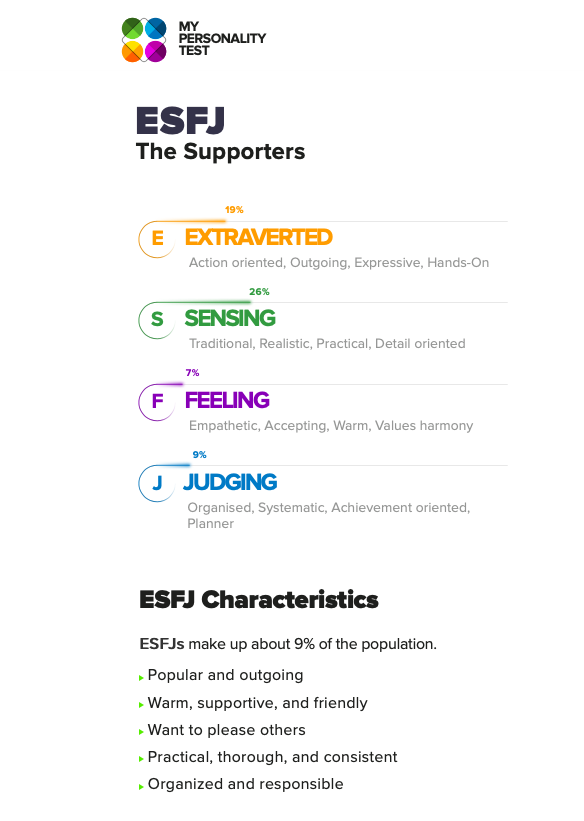 MY
PERSONALITY
TEST
ESFJ
The Supporters
19%
E EXTRAVERTED
Action oriented, Outgoing, Expressive, Hands-On
26%
S SENSING
Traditional, Realistic, Practical, Detail oriented
7%
F FEELING
Empathetic, Accepting, Warm, Values harmony
9%
J JUDGING
Organised, Systematic, Achievement oriented,
Planner
ESFJ Characteristics
ESFJs make up about 9% of the population.
Popular and outgoing
Warm, supportive, and friendly
Want to please others
Practical, thorough, and consistent
Organized and responsible